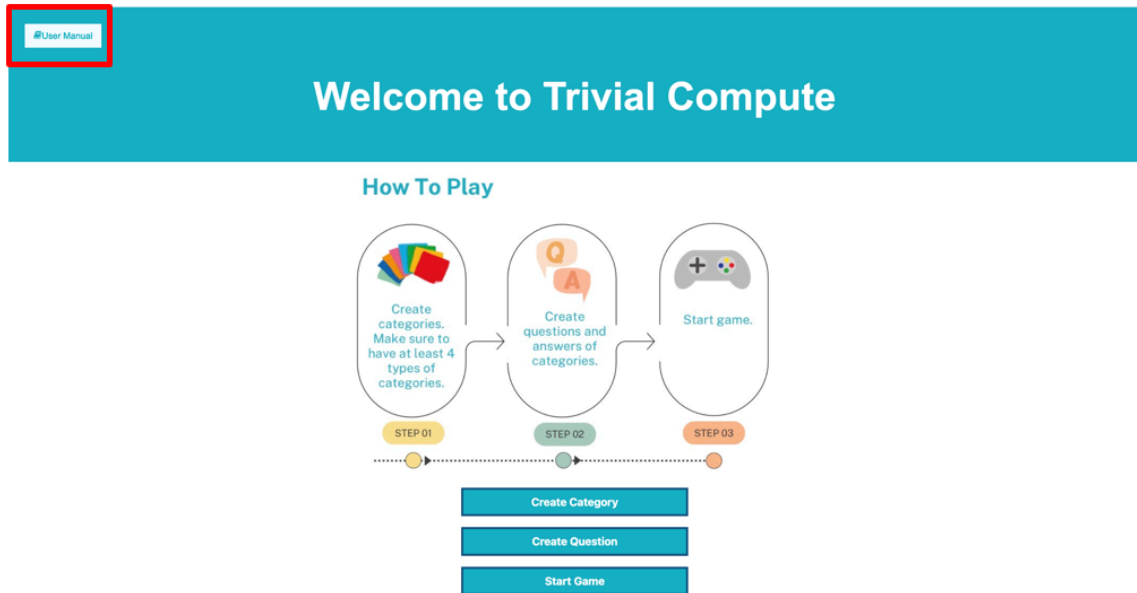 User Manual
Welcome to Trivial Compute
How To Play
Create
categories.
Make sure to
have at least 4
types of
categories.
Q
A
Create
questions and
answers of
categories.
Start game.
STEP 01
STEP 02
STEP 03
Create Category
Create Question
Start Game